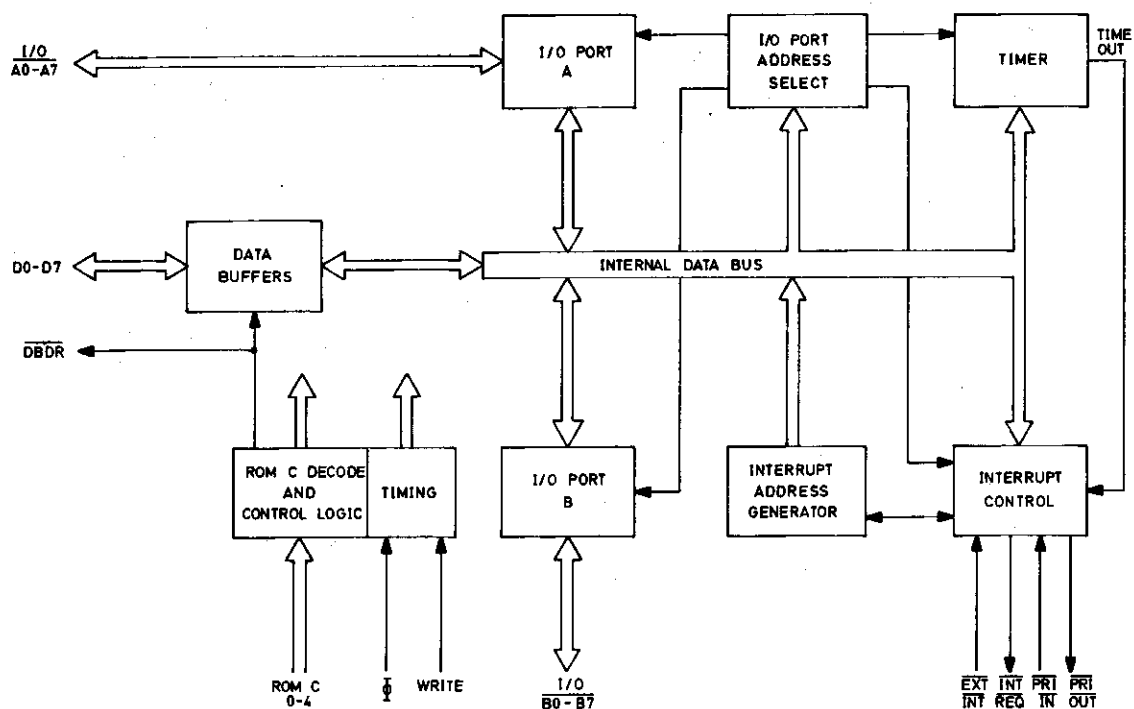 I/O
A0-A7
I/O PORT
A
I/O PORT
ADDRESS
SELECT
TIMER
TIME
OUT
D0-D7
DATA
BUFFERS
INTERNAL DATA BUS
DBDR
ROM C DECODE
AND
CONTROL LOGIC
TIMING
I/O PORT
B
INTERRUPT
ADDRESS
GENERATOR
INTERRUPT
CONTROL
ROM C
0-4
Φ
WRITE
I/O
B0-B7
EXT
INT
INT
REQ
PRI
IN
PRI
OUT